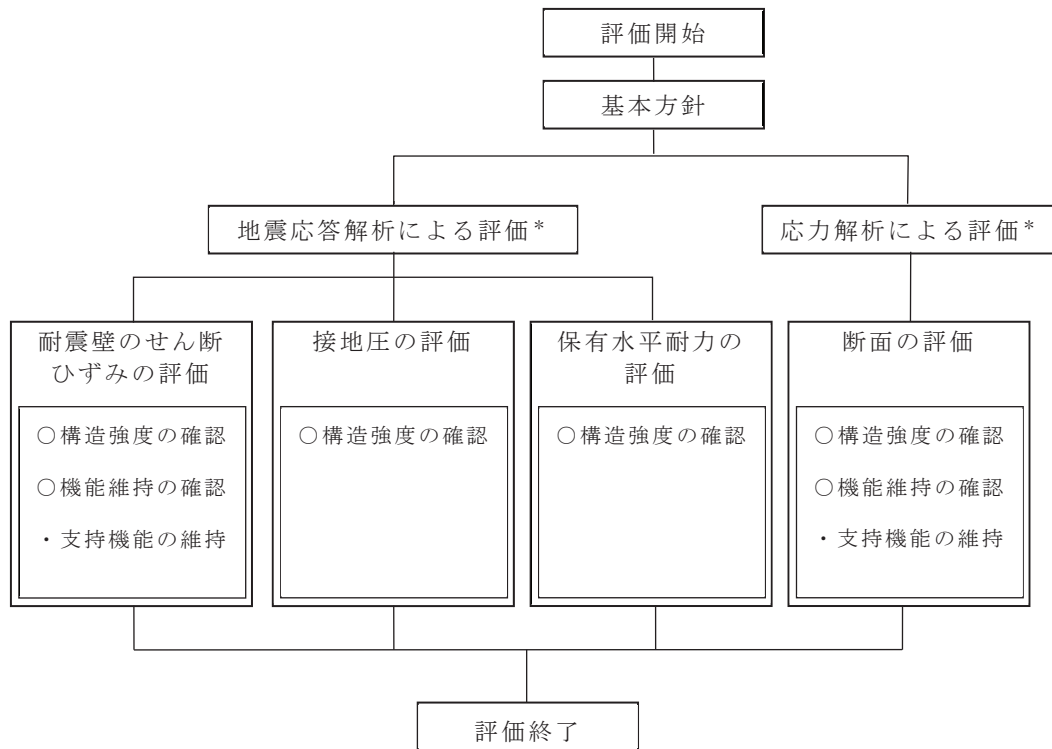 評価開始
基本方針
地震応答解析による評価*
応力解析による評価*
耐震壁のせん断
ひずみの評価
○構造強度の確認
○機能維持の確認
・支持機能の維持
接地圧の評価
○構造強度の確認
保有水平耐力の
評価
○構造強度の確認
断面の評価
○構造強度の確認
○機能維持の確認
・支持機能の維持
評価終了